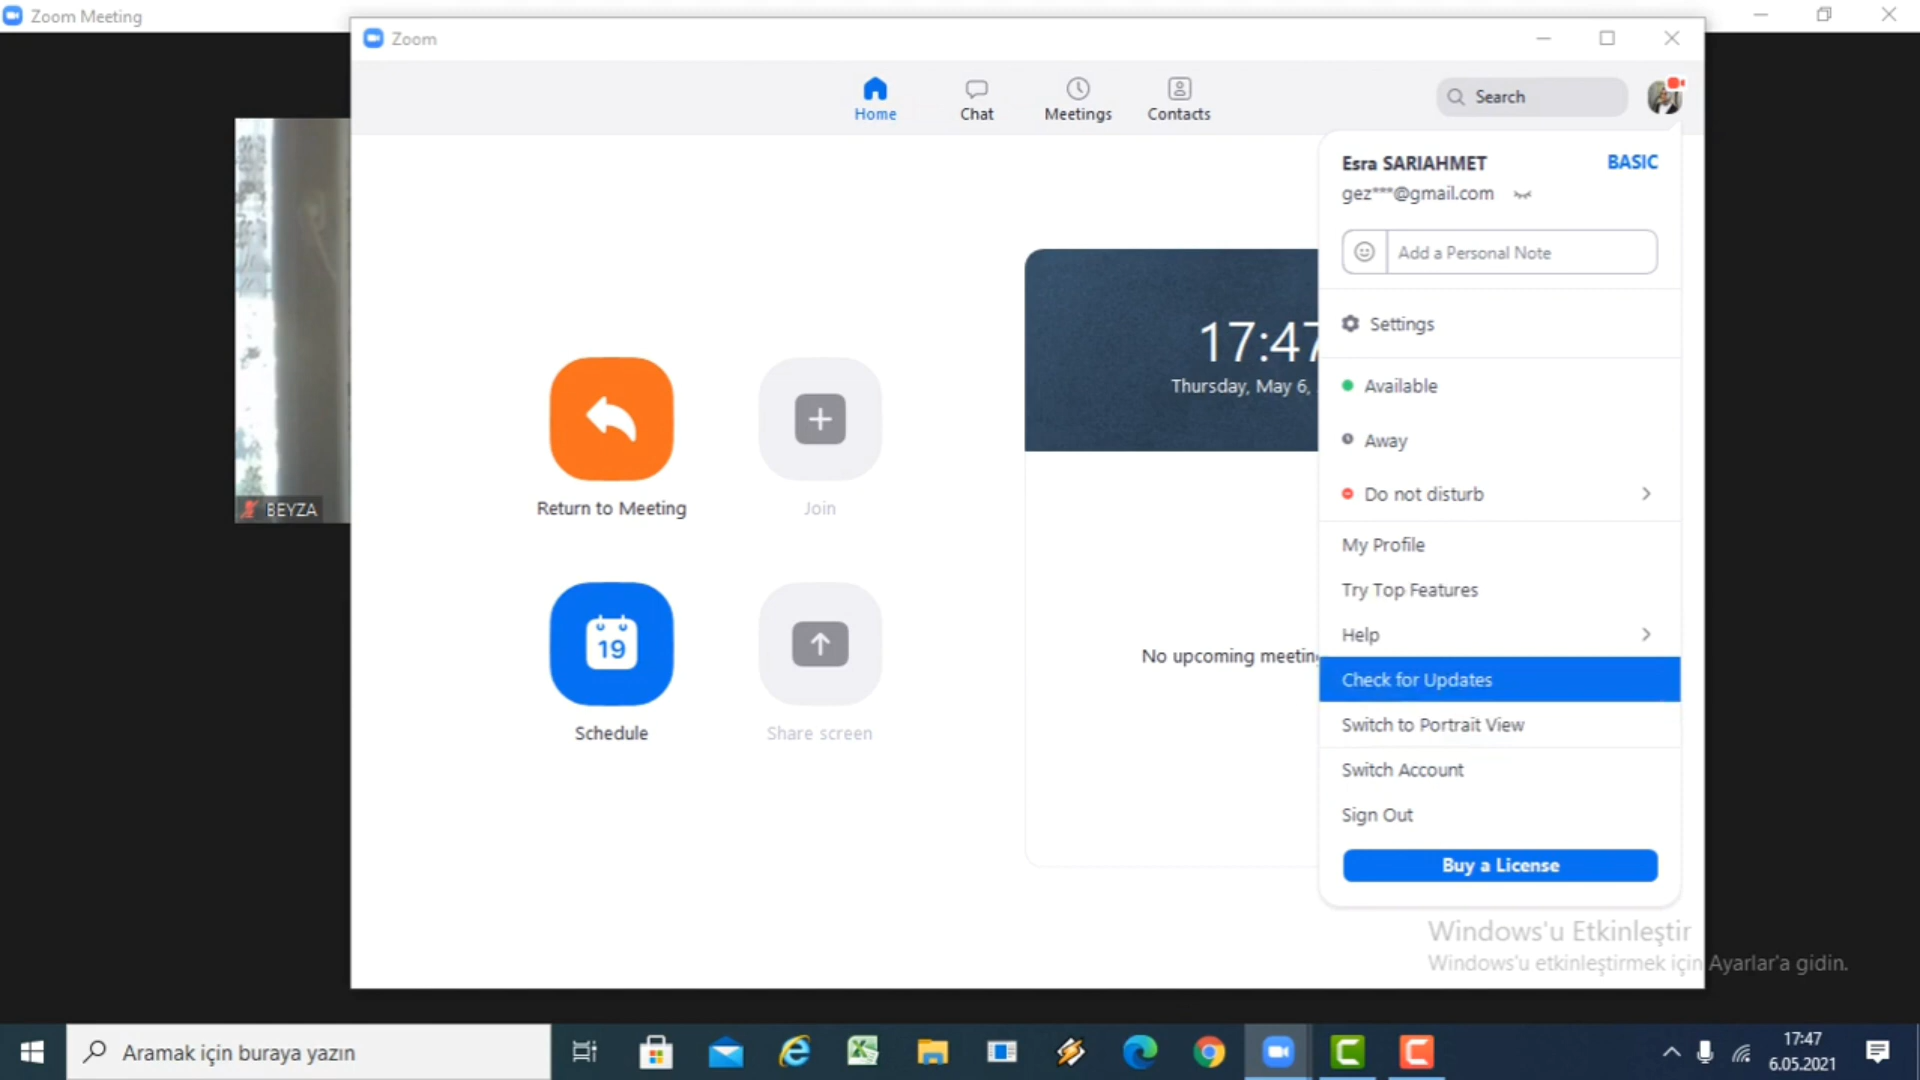 Zoom Meeting
Zoom
Home
Chat
Meetings
Contacts
Search
Esra SARIAHMET
BASIC
gez***@gmail.com
Add a Personal Note
Settings
Available
Away
Do not disturb
My Profile
Try Top Features
Help
Check for Updates
Switch to Portrait View
Switch Account
Sign Out
Buy a License
17:47
Thursday, May 6,
No upcoming meetin
Return to Meeting
Join
19
Schedule
Share screen
BEYZA
Windows'u Etkinleştir
Windows'u etkinleştirmek için Ayarlar'a gidin.
Aramak için buraya yazın
17:47
6.05.2021